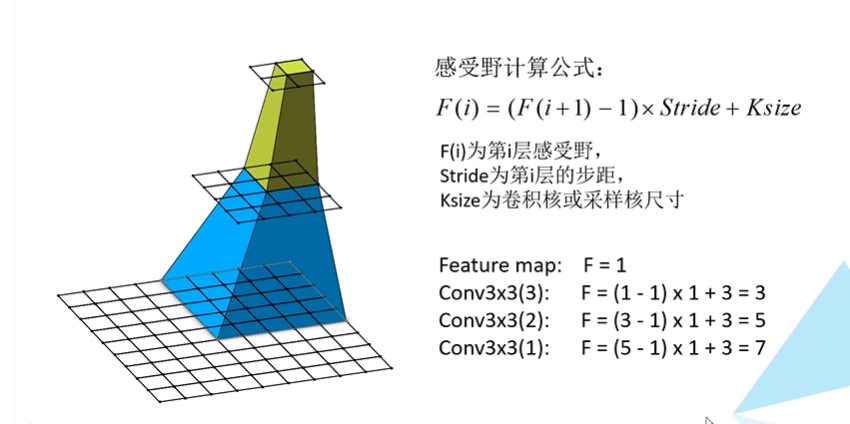 感受野计算公式：
F(i) = (F(i+1) − 1)× Stride + Ksize
F(i)为第i层感受野，
Stride为第i层的步距，
Ksize为卷积核或采样核尺寸
Feature map: F = 1
Conv3x3(3): F = (1 - 1) x 1 + 3 = 3
Conv3x3(2): F = (3 - 1) x 1 + 3 = 5
Conv3x3(1): F = (5 - 1) x 1 + 3 = 7